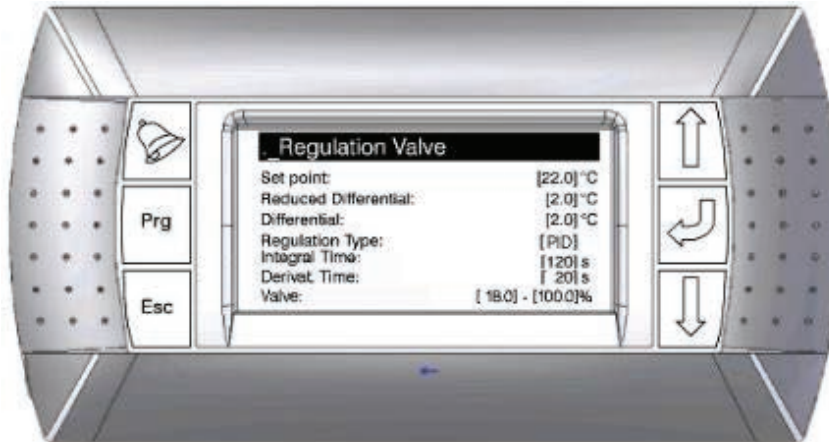 ._Regulation Valve
Set point: [22.0] °C
Reduced Differential: [2.0] °C
Differential: [2.0] °C
Regulation Type: [PID]
Integral Time: [120] s
Derivat. Time: [ 20] s
Valve: [ 18.0] - [100.0]%
Prg
Esc